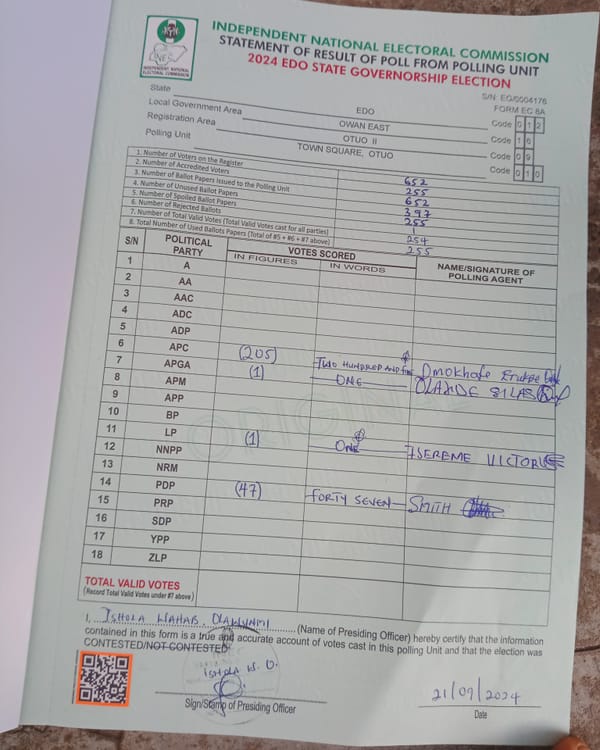 INDEPENDENT NATIONAL ELECTORAL COMMISSION
STATEMENT OF RESULT OF POLL FROM POLLING UNIT
2024 EDO STATE GOVERNORSHIP ELECTION
INEC
INDEPENDENT NATIONAL
ELECTORAL COMMISSION
S/N EG/0004176
FORM EC 8A
State EDO Code 0 1 2
Local Government Area OWAN EAST Code 1 6
Registration Area OTUO II Code 0 9
Polling Unit TOWN SQUARE, OTUO Code 0 1 0
1. Number of Voters on the Register 652
2. Number of Accredited Voters 255
3. Number of Ballot Papers Issued to the Polling Unit 652
4. Number of Unused Ballot Papers 397
5. Number of Spoiled Ballot Papers
6. Number of Rejected Ballots 1
7. Number of Total Valid Votes (Total Valid Votes cast for all parties) 254
8. Total Number of Used Ballots Papers (Total of #5 + #6 + #7 above) 255
S/N POLITICAL PARTY VOTES SCORED NAME/SIGNATURE OF POLLING AGENT
IN FIGURES IN WORDS
1 A
2 AA
3 AAC
4 ADC
5 ADP
6 APC (205) TWO HUNDRED AND
7 APGA (1) ONE OLANDE SILAS
8 APM
9 APP
10 BP
11 LP (1) ONE VICTOR
12 NNPP
13 NRM
14 PDP (47) FORTY SEVEN SMITH
15 PRP
16 SDP
17 YPP
18 ZLP
TOTAL VALID VOTES
(Record Total Valid Votes under #7 above)
I, ISHOLA WAHAB OLAWUNMI (Name of Presiding Officer) hereby certify that the information
contained in this form is a true and accurate account of votes cast in this polling Unit and that the election was
CONTESTED/NOT CONTESTED
ISHOLA W. O.
Sign/Stamp of Presiding Officer
21/09/2024
Date